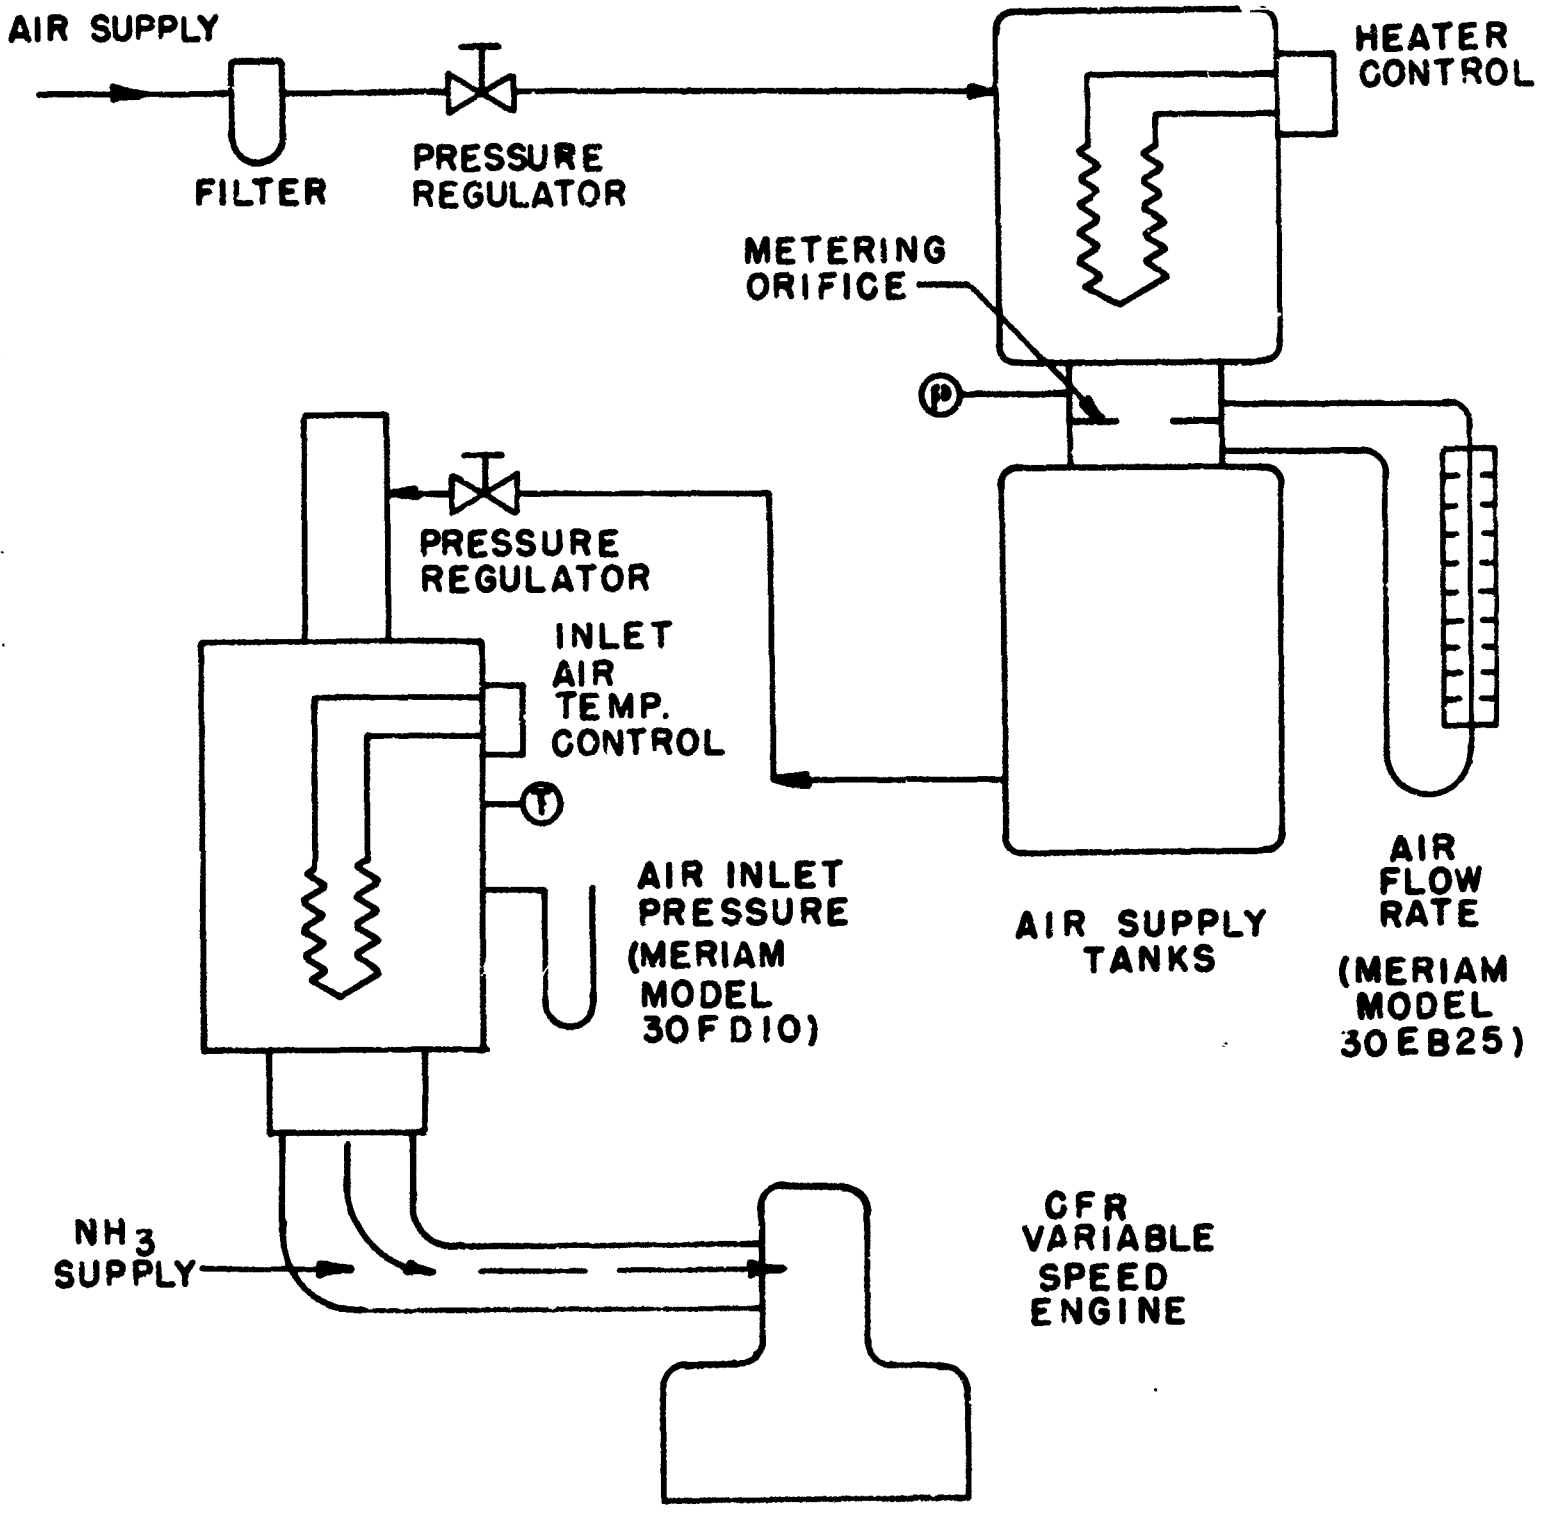 AIR SUPPLY
HEATER
CONTROL
FILTER
PRESSURE
REGULATOR
METERING
ORIFICE
P
PRESSURE
REGULATOR
INLET
AIR
TEMP.
CONTROL
T
AIR INLET
PRESSURE
(MERIAM
MODEL
30FD10)
AIR SUPPLY
TANKS
AIR
FLOW
RATE
(MERIAM
MODEL
30EB25)
NH3
SUPPLY
CFR
VARIABLE
SPEED
ENGINE